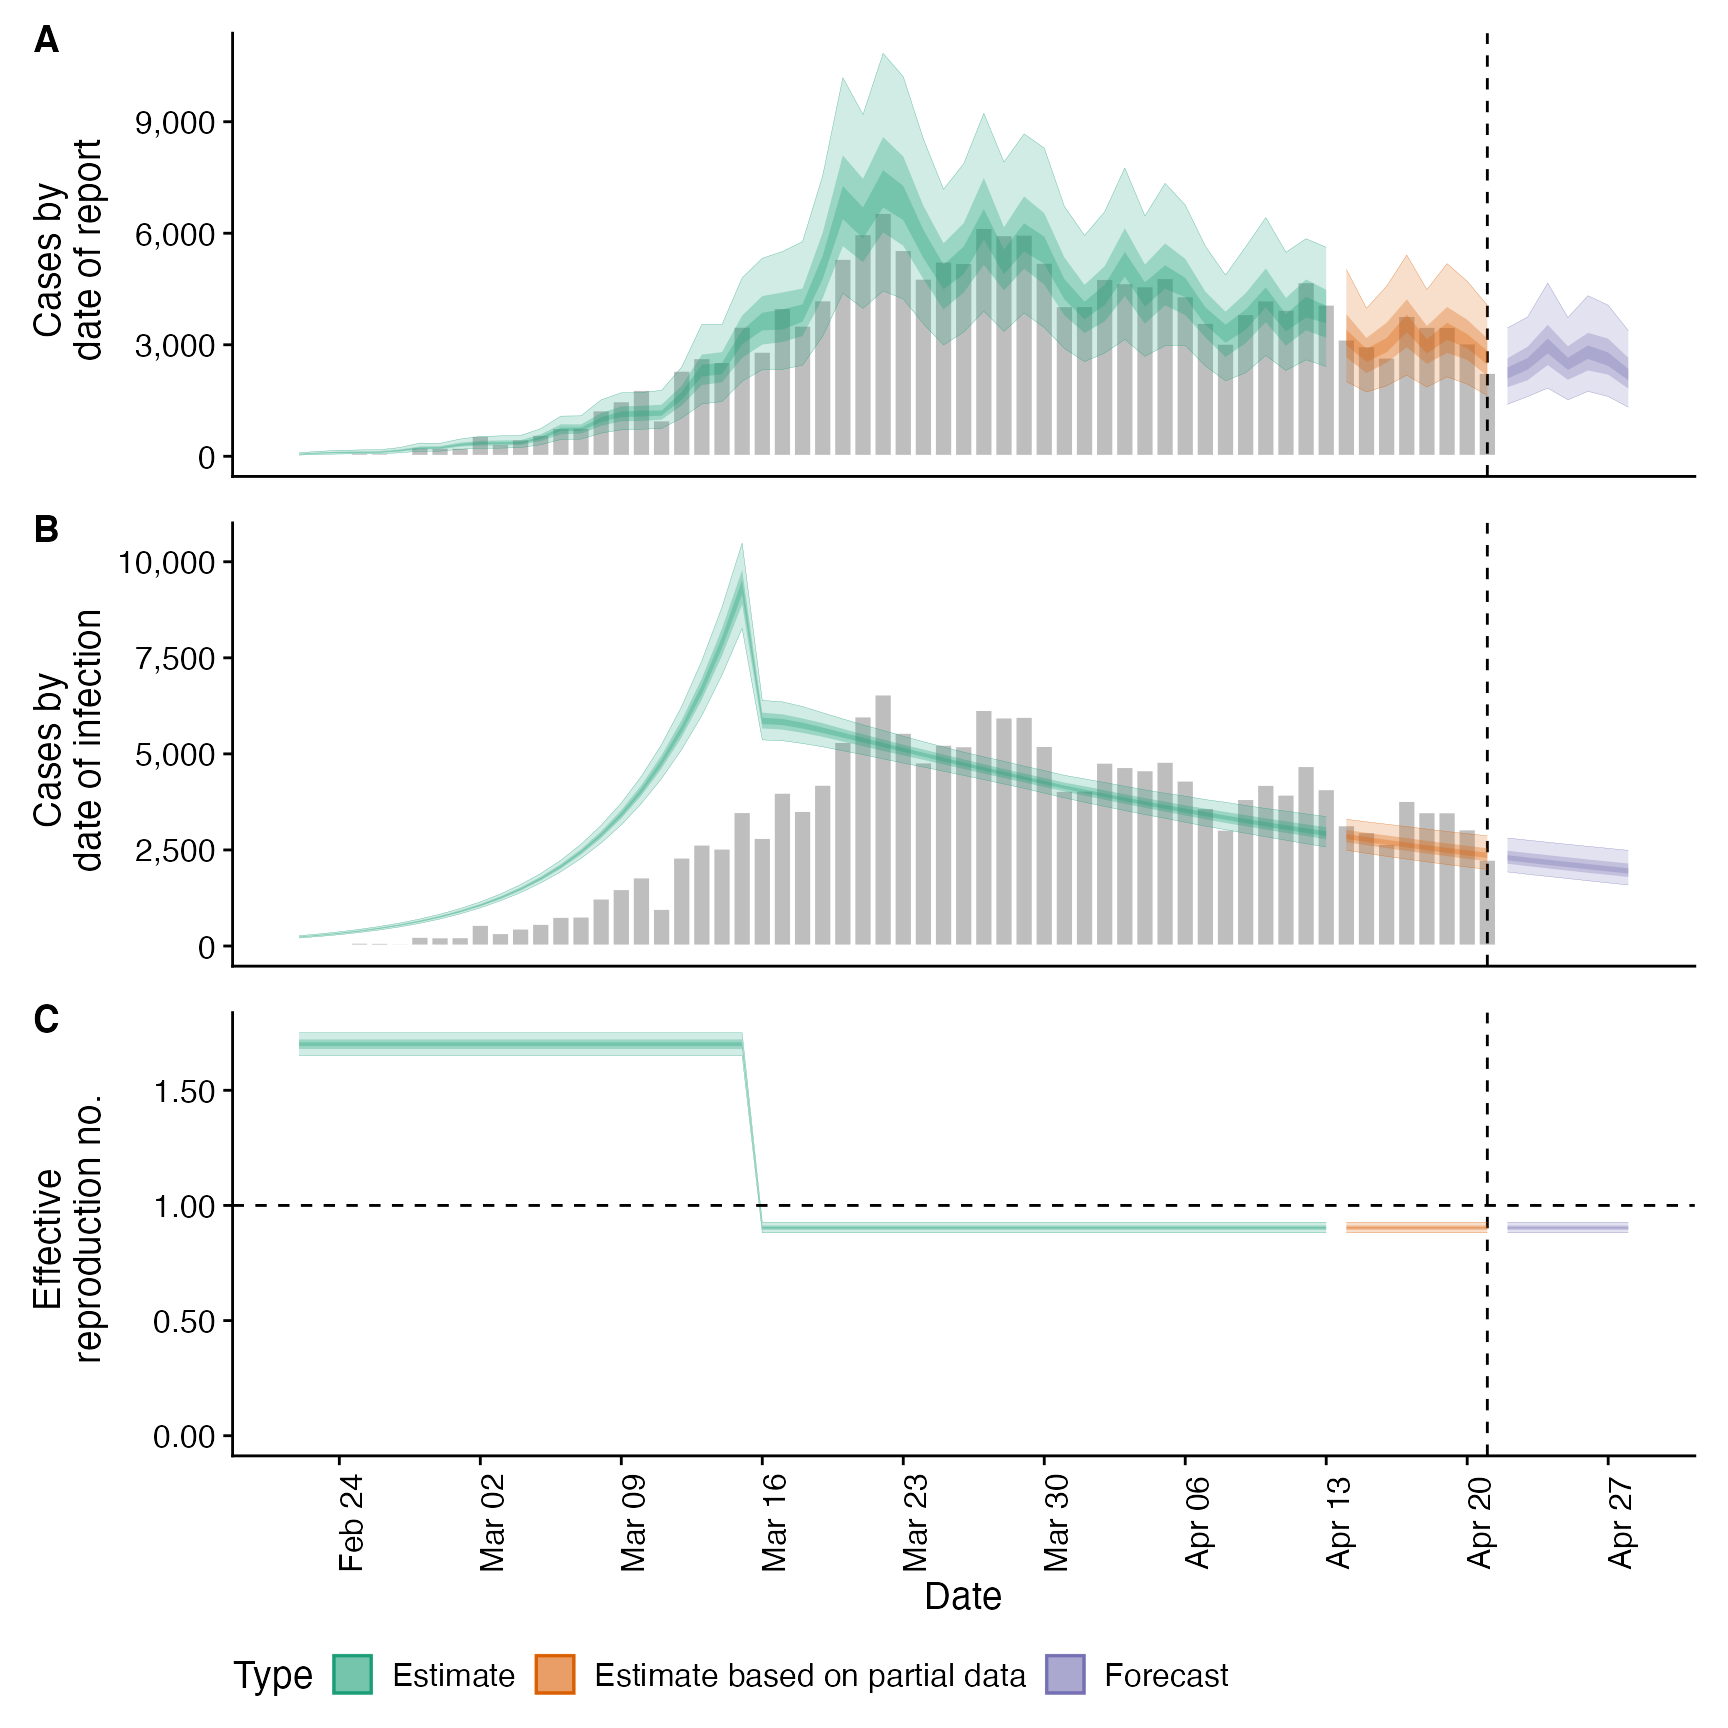 A
Cases by
date of report
9,000
6,000
3,000
0
B
Cases by
date of infection
10,000
7,500
5,000
2,500
0
C
Effective
reproduction no.
1.50
1.00
0.50
0.00
Feb 24
Mar 02
Mar 09
Mar 16
Mar 23
Mar 30
Apr 06
Apr 13
Apr 20
Apr 27
Date
Type Estimate Estimate based on partial data Forecast